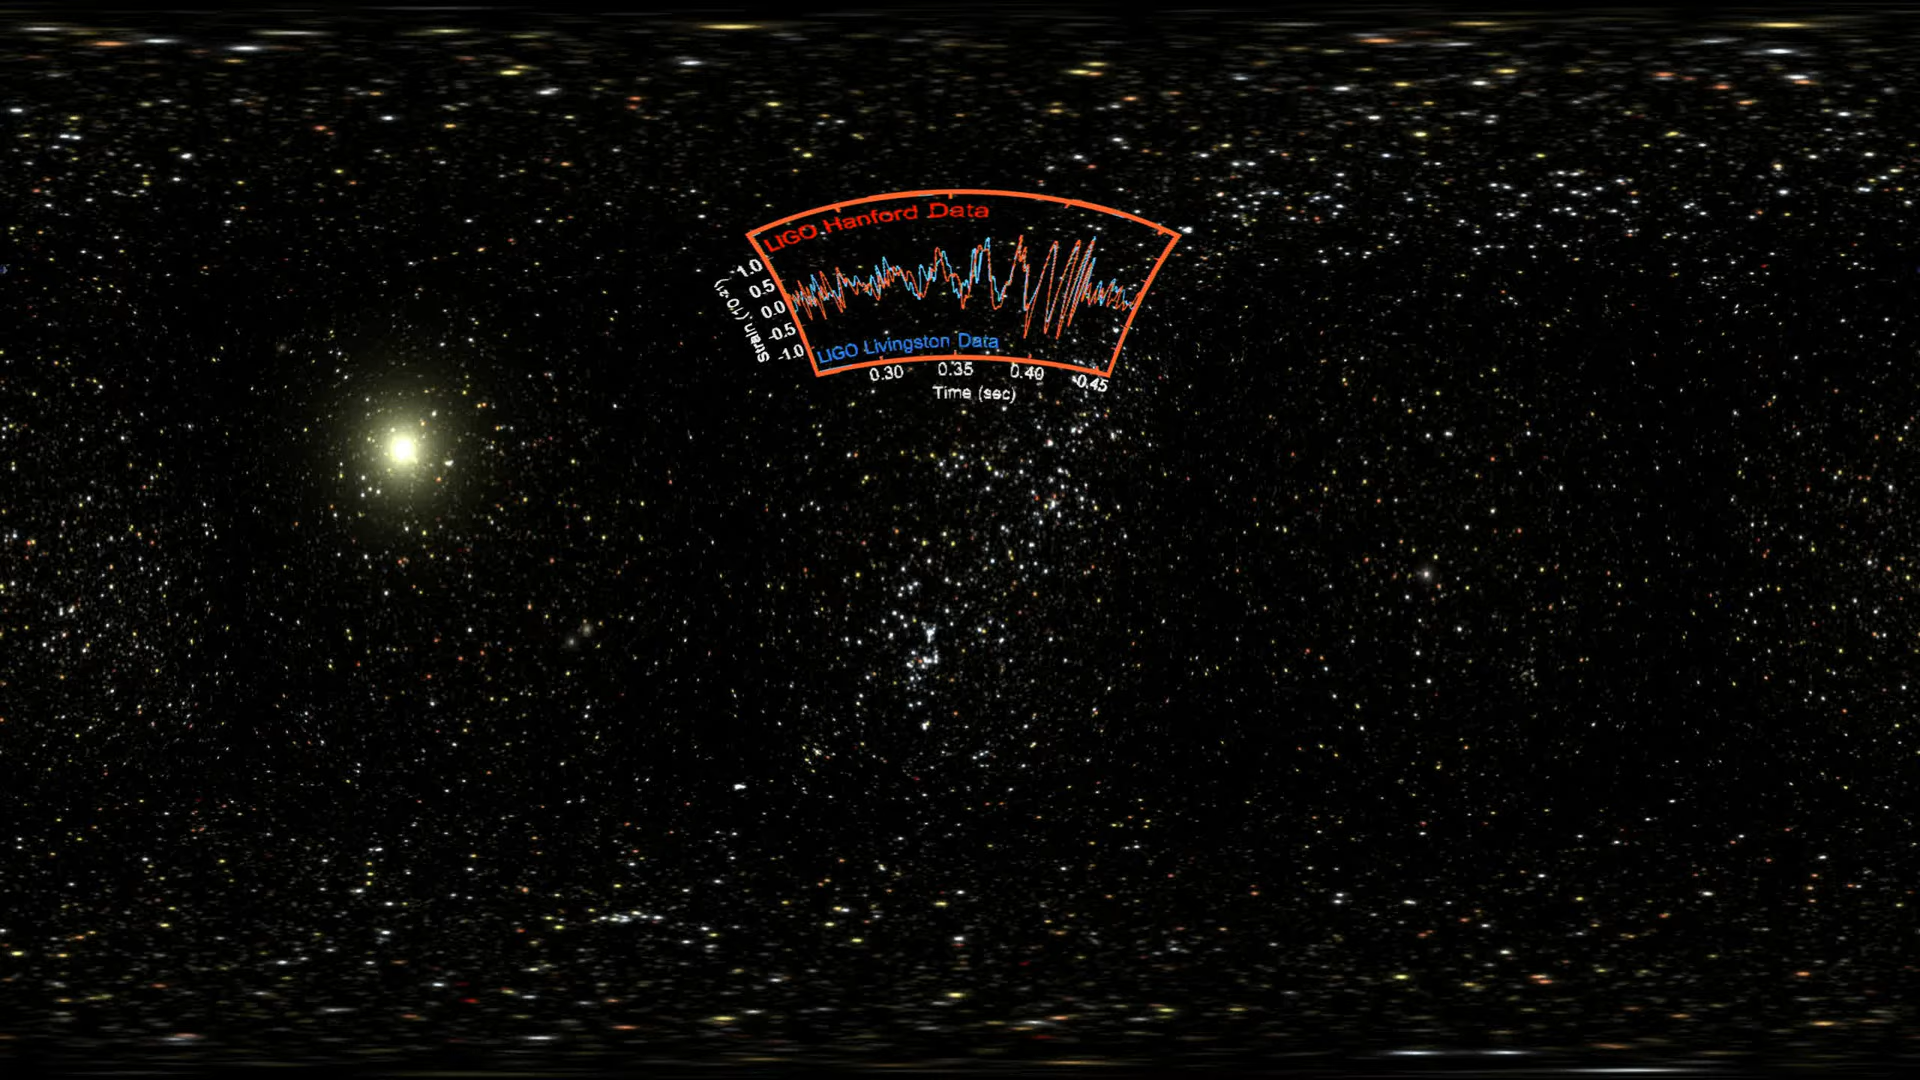 LIGO Hanford Data
1.0
0.5
0.0
-0.5
-1.0
Strain (10⁻²¹)
LIGO Livingston Data
0.30
0.35
0.40
0.45
Time (sec)